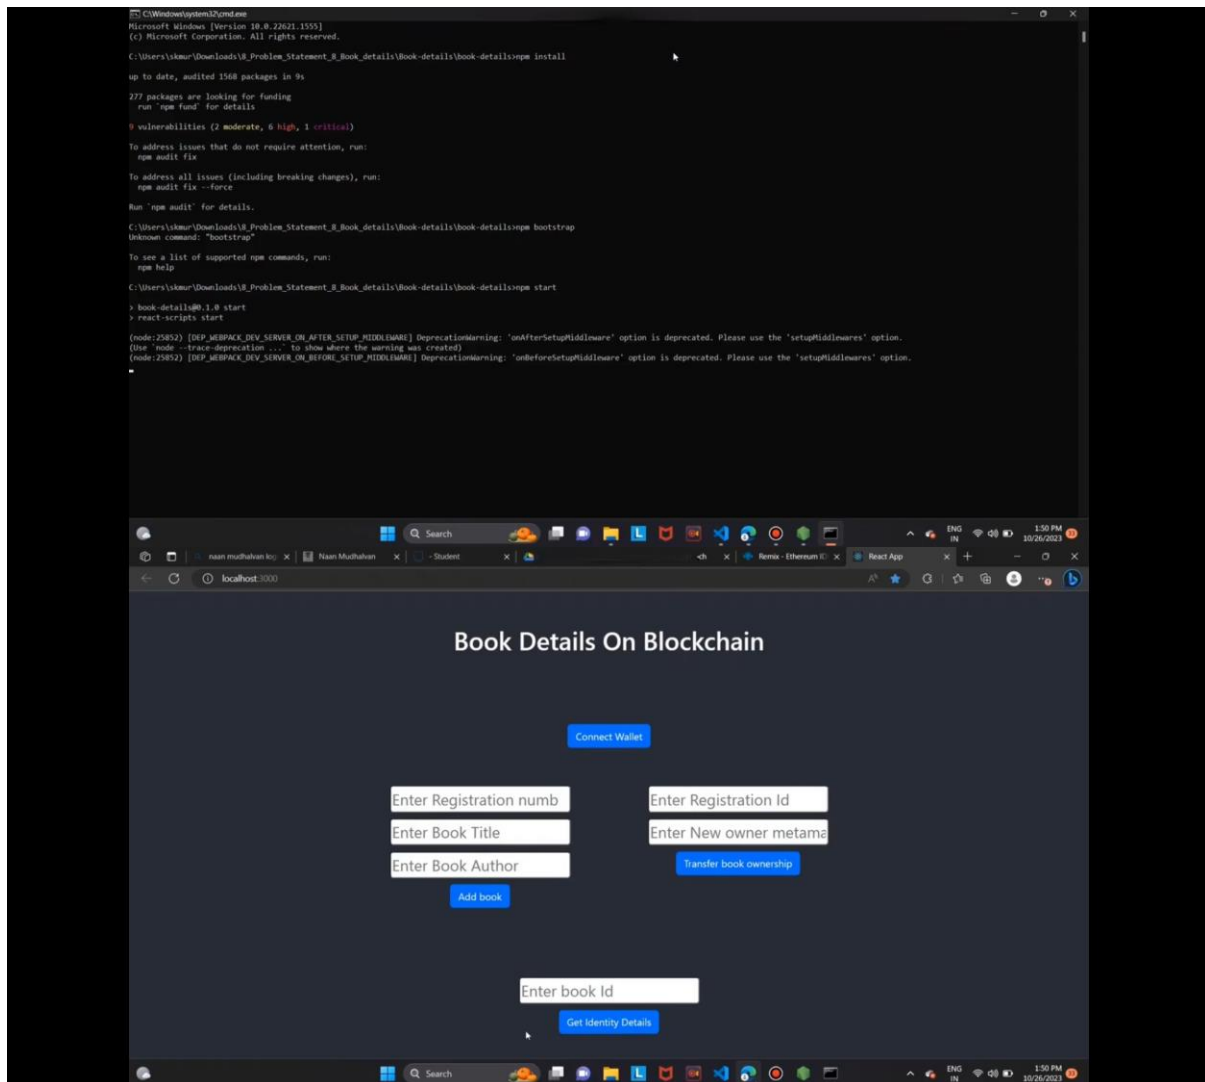 C:\Windows\system32\cmd.exe
Microsoft Windows [Version 10.0.22621.1555]
(c) Microsoft Corporation. All rights reserved.
C:\Users\skmur\Downloads\8_Problem_Statement_8_Book_details\Book-details\book-details>npm install
up to date, audited 1560 packages in 9s
277 packages are looking for funding
run `npm fund` for details
9 vulnerabilities (2 moderate, 6 high, 1 critical)
To address issues that do not require attention, run:
npm audit fix
To address all issues (including breaking changes), run:
npm audit fix --force
Run `npm audit` for details.
C:\Users\skmur\Downloads\8_Problem_Statement_8_Book_details\Book-details\book-details>npm bootstrap
Unknown command: "bootstrap"
To see a list of supported npm commands, run:
npm help
C:\Users\skmur\Downloads\8_Problem_Statement_8_Book_details\Book-details\book-details>npm start
> book-details@0.1.0 start
> react-scripts start
(node:25852) [DEP_WEBPACK_DEV_SERVER_ON_AFTER_SETUP_MIDDLEWARE] DeprecationWarning: 'onAfterSetupMiddleware' option is deprecated. Please use the 'setupMiddlewares' option.
(Use `node --trace-deprecation ...` to show where the warning was created)
(node:25852) [DEP_WEBPACK_DEV_SERVER_ON_BEFORE_SETUP_MIDDLEWARE] DeprecationWarning: 'onBeforeSetupMiddleware' option is deprecated. Please use the 'setupMiddlewares' option.
Search ENG IN 1:50 PM 10/26/2023
naan mudhalvan log Naan Mudhalvan - Student ch Remix - Ethereum ID React App
localhost:3000
Book Details On Blockchain
Connect Wallet
Enter Registration numb Enter Registration Id
Enter Book Title Enter New owner metama
Enter Book Author Transfer book ownership
Add book
Enter book Id
Get Identity Details
Search ENG IN 1:50 PM 10/26/2023